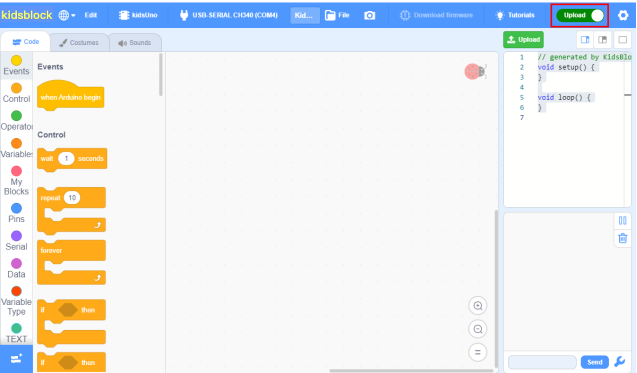 kidsblock Edit kidsUno USB-SERIAL CH340 (COM4) Kid... File Download firmware Tutorials Upload
Code Costumes Sounds Upload
Events
Control
Operator
Variables
My
Blocks
Pins
Serial
Data
Variable
Type
TEXT
Events
when Arduino begin
Control
wait 1 seconds
repeat 10
forever
if then
if then
1 // generated by KidsBlo
2 void setup() {
3 }
4
5 void loop() {
6 }
7
Send